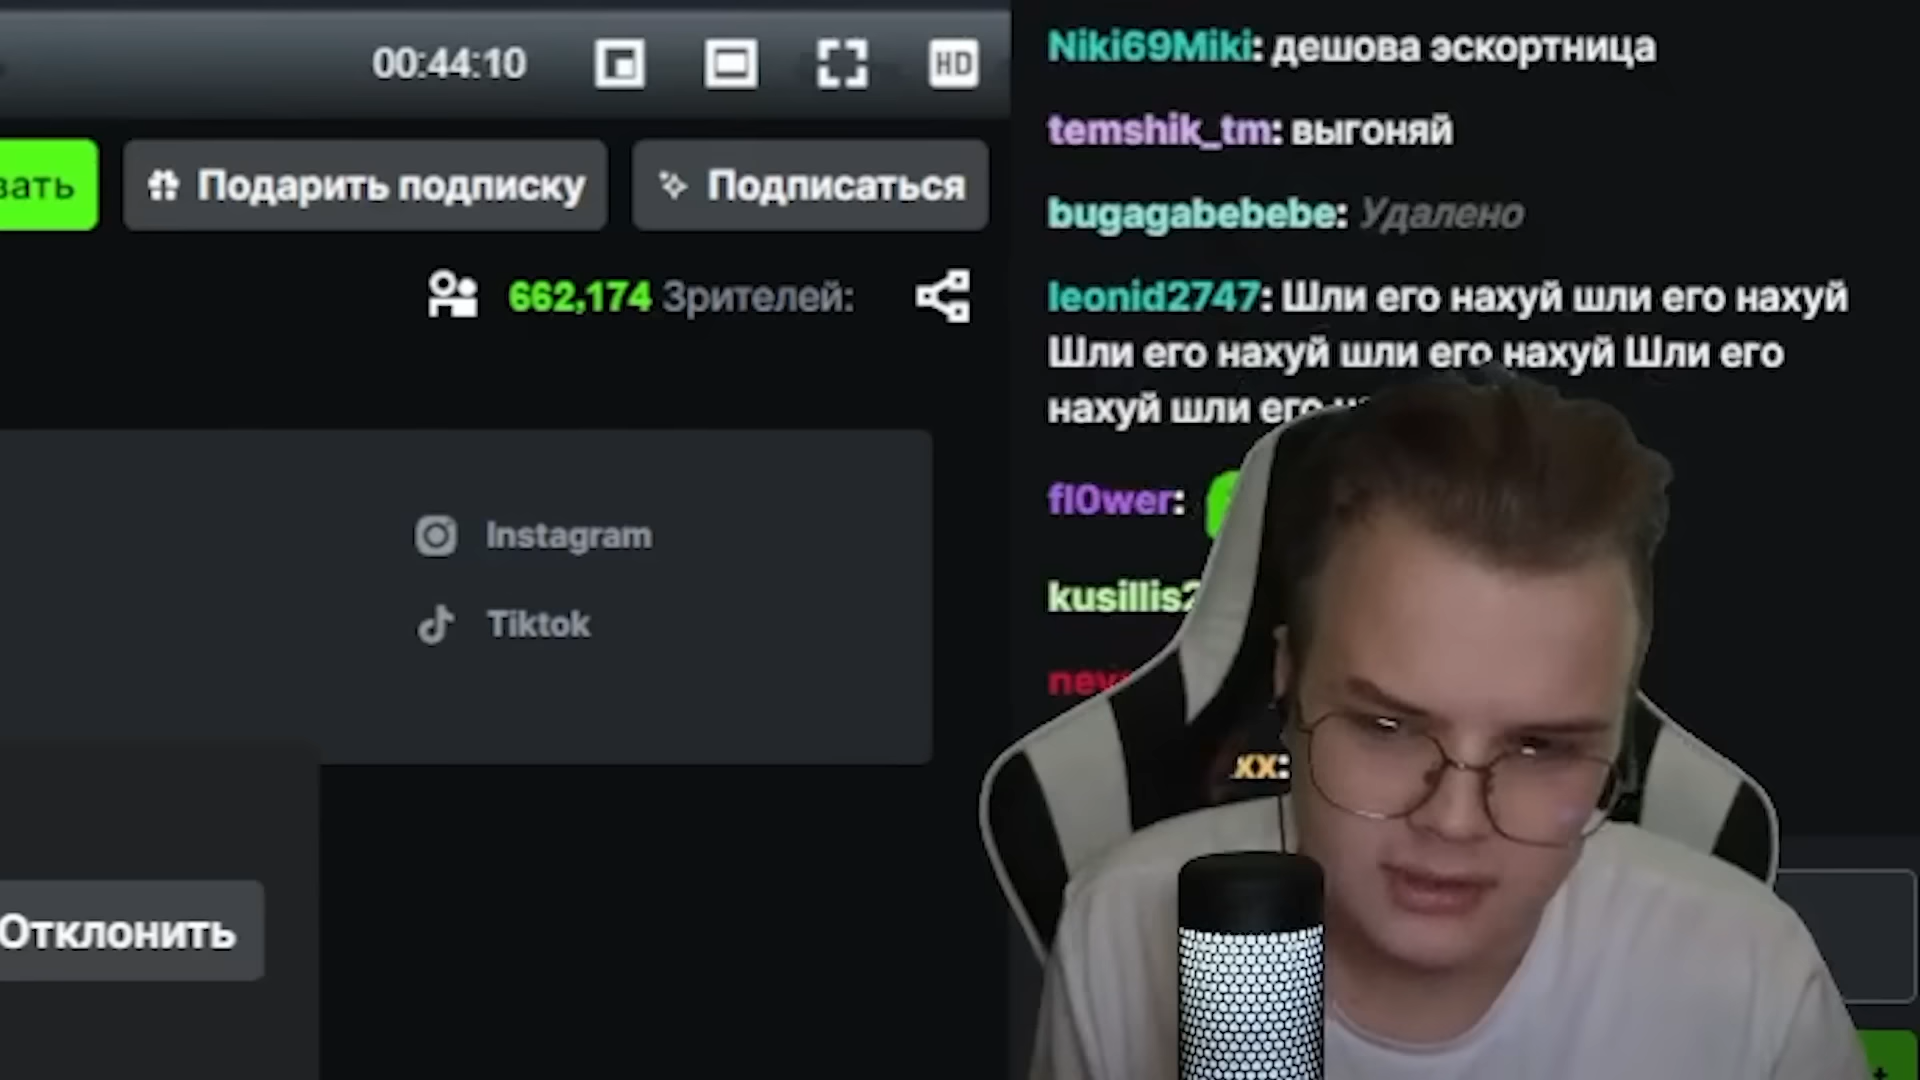 00:44:10
HD
Подарить подписку
Подписаться
662,174 Зрителей:
Instagram
Tiktok
Отклонить
Niki69Miki: дешова эскортница
temshik_tm: выгоняй
bugagabebebe: Удалено
leonid2747: Шли его нахуй шли его нахуй
Шли его нахуй шли его нахуй Шли его
нахуй шли его
fl0wer: